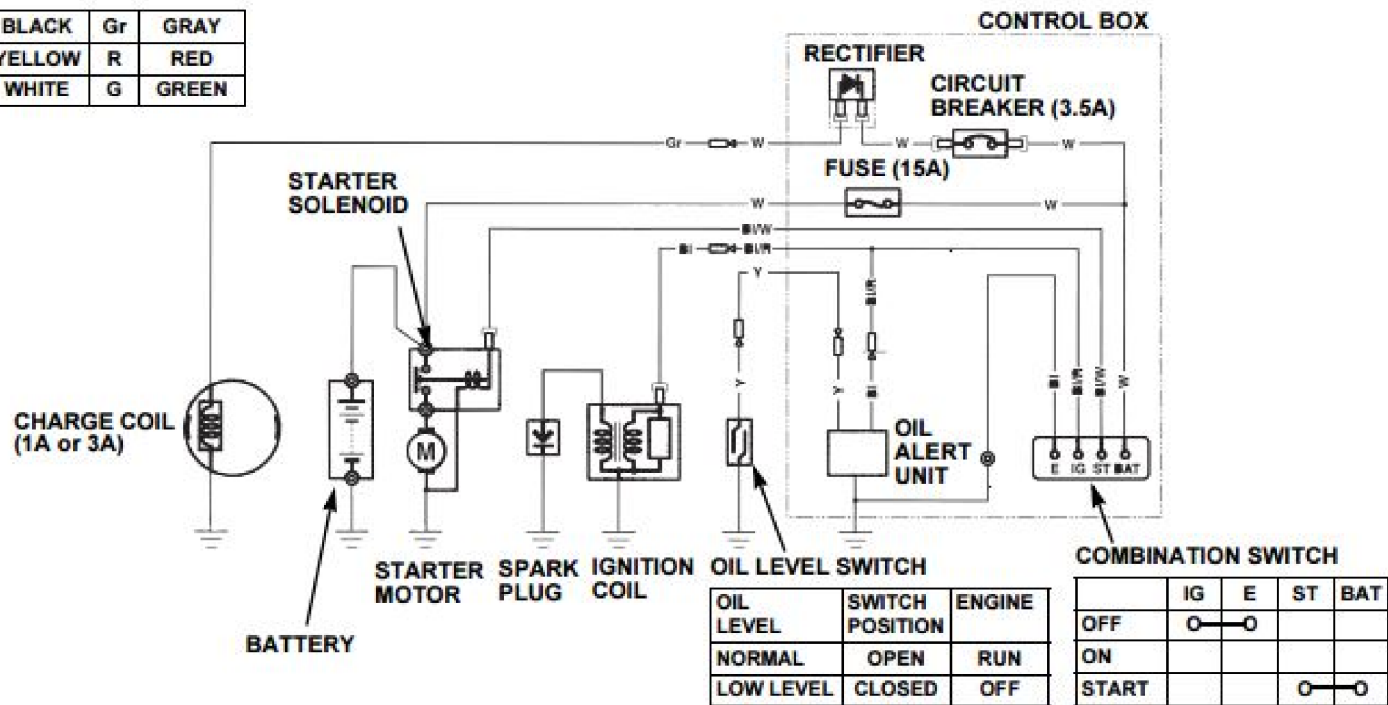 BLACK Gr GRAY
YELLOW R RED
WHITE G GREEN
CONTROL BOX
RECTIFIER
CIRCUIT
BREAKER (3.5A)
Gr W W W
FUSE (15A)
STARTER
SOLENOID
W W
Bl/W
Bl Bl/R
Y
Bl/R
Y Y Bl
Bl Bl/R Bl/W W
CHARGE COIL
(1A or 3A)
M
OIL
ALERT
UNIT
E IG ST BAT
STARTER
MOTOR
SPARK
PLUG
IGNITION
COIL
BATTERY
OIL LEVEL SWITCH
OIL
LEVEL
SWITCH
POSITION
ENGINE
NORMAL OPEN RUN
LOW LEVEL CLOSED OFF
COMBINATION SWITCH
IG E ST BAT
OFF
ON
START